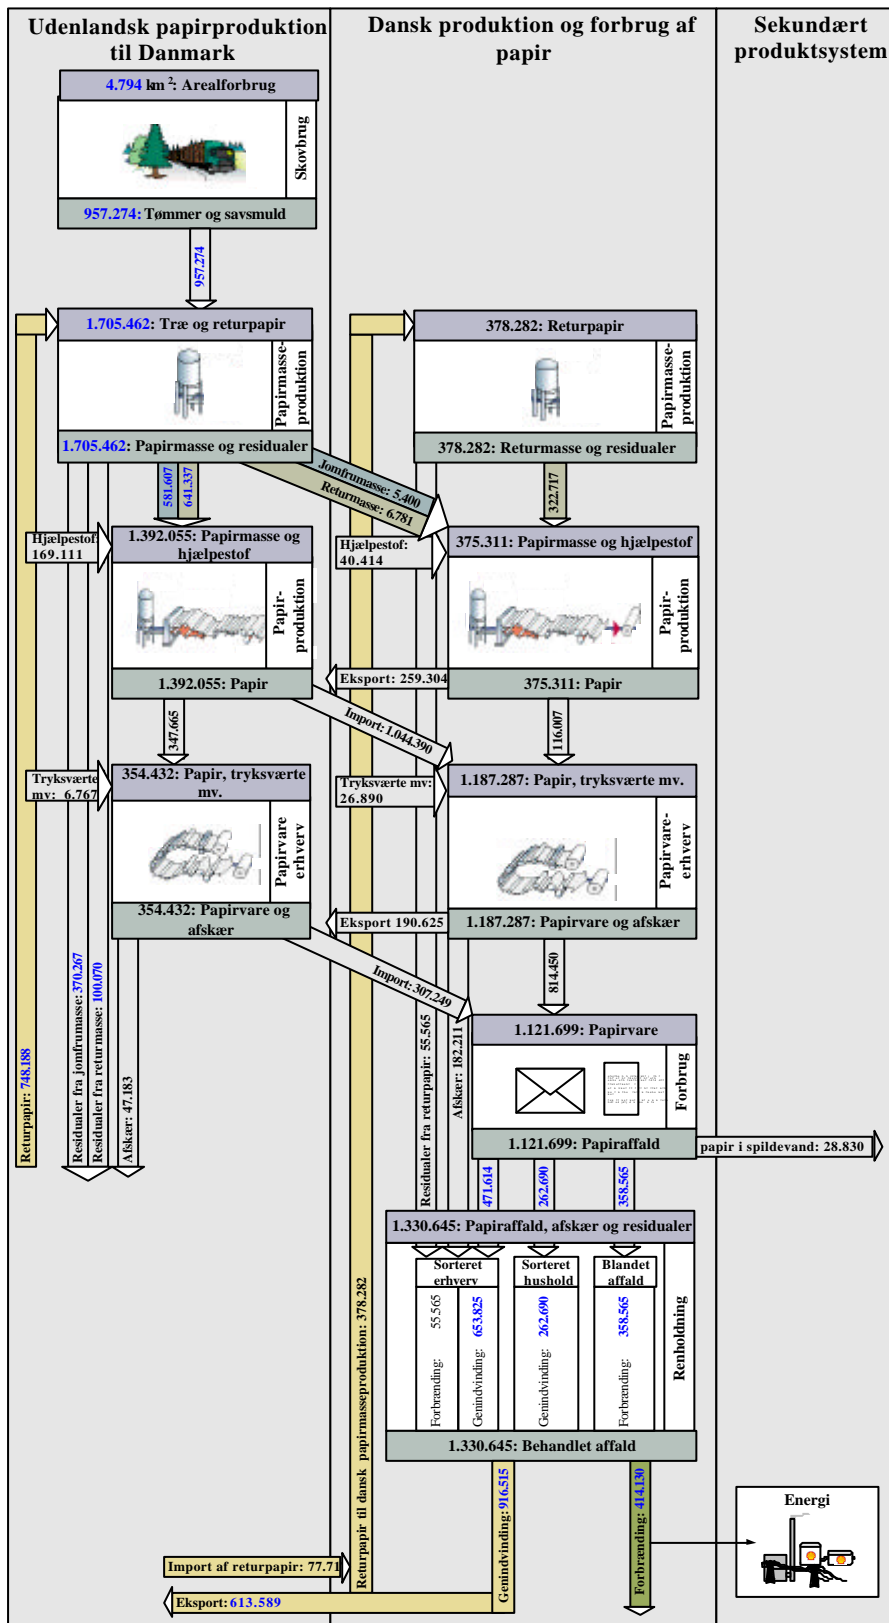 Udenlandsk papirproduktion
til Danmark
Dansk produktion og forbrug af
papir
Sekundært
produktsystem
4.794 km²: Arealforbrug
Skovbrug
957.274: Tømmer og savsmuld
957.274
1.705.462: Træ og returpapir
Papirmasse-
produktion
1.705.462: Papirmasse og residualer
378.282: Returpapir
Papirmasse-
produktion
378.282: Returmasse og residualer
581.607
641.337
Jomfrumasse: 5.400
Returmasse: 6.781
322.717
Hjælpestof:
169.111
1.392.055: Papirmasse og
hjælpestof
Papir-
produktion
1.392.055: Papir
Hjælpestof:
40.414
375.311: Papirmasse og hjælpestof
Papir-
produktion
375.311: Papir
Eksport: 259.304
347.665
Import: 1.044.390
116.007
Tryksværte
mv: 6.767
354.432: Papir, tryksværte
mv.
Papirvare
erhverv
354.432: Papirvare og
afskær
Tryksværte mv:
26.890
1.187.287: Papir, tryksværte mv.
Papirvare-
erhverv
1.187.287: Papirvare og afskær
Eksport 190.625
Import: 307.249
814.450
Returpapir: 748.188
Residualer fra jomfrumasse: 370.267
Residualer fra returmasse: 100.070
Afskær: 47.183
Residualer fra returpapir: 55.565
Afskær: 182.211
1.121.699: Papirvare
Forbrug
1.121.699: Papiraffald
papir i spildevand: 28.830
471.614
262.690
358.565
1.330.645: Papiraffald, afskær og residualer
Sorteret
erhverv
Sorteret
hushold
Blandet
affald
Forbrænding: 55.565
Genindvinding: 653.825
Genindvinding: 262.690
Forbrænding: 358.565
Renholdning
1.330.645: Behandlet affald
Returpapir til dansk papirmasseproduktion: 378.282
Genindvinding: 916.515
Forbrænding: 414.130
Energi
Import af returpapir: 77.71
Eksport: 613.589